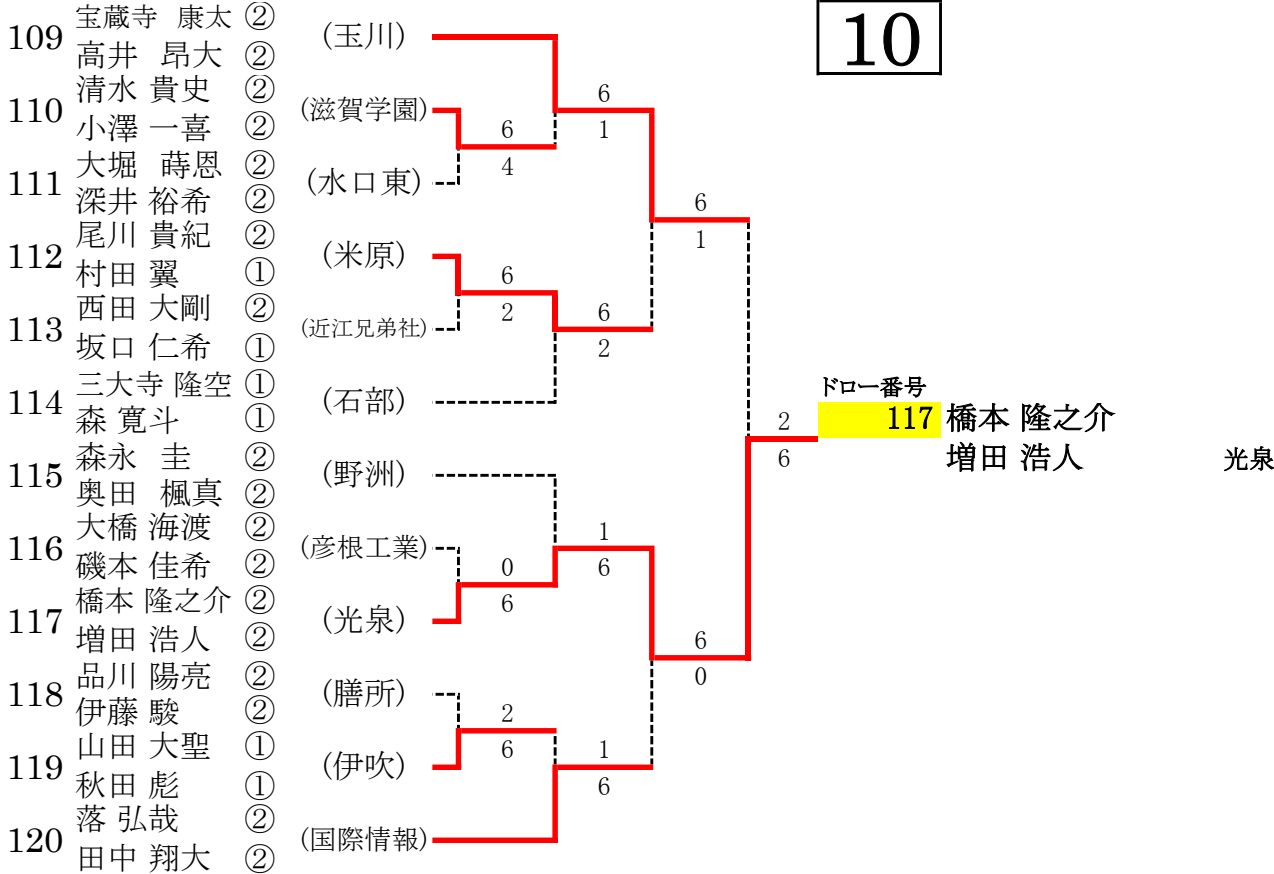 10
109 宝蔵寺 康太 ② (玉川)
高井 昂大 ②
110 清水 貴史 ② (滋賀学園)
小澤 一喜 ②
6
1
6
4
111 大堀 蒔恩 ② (水口東)
深井 裕希 ②
6
1
112 尾川 貴紀 ② (米原)
村田 翼 ①
6
2
113 西田 大剛 ② (近江兄弟社)
坂口 仁希 ①
6
2
114 三大寺 隆空 ① (石部)
森 寛斗 ①
ドロー番号
2
6
117 橋本 隆之介
増田 浩人 光泉
115 森永 圭 ② (野洲)
奥田 楓真 ②
116 大橋 海渡 ② (彦根工業)
磯本 佳希 ②
1
6
0
6
117 橋本 隆之介 ② (光泉)
増田 浩人 ②
6
0
118 品川 陽亮 ② (膳所)
伊藤 駿 ②
2
6
119 山田 大聖 ① (伊吹)
秋田 彪 ①
1
6
120 落 弘哉 ② (国際情報)
田中 翔大 ②